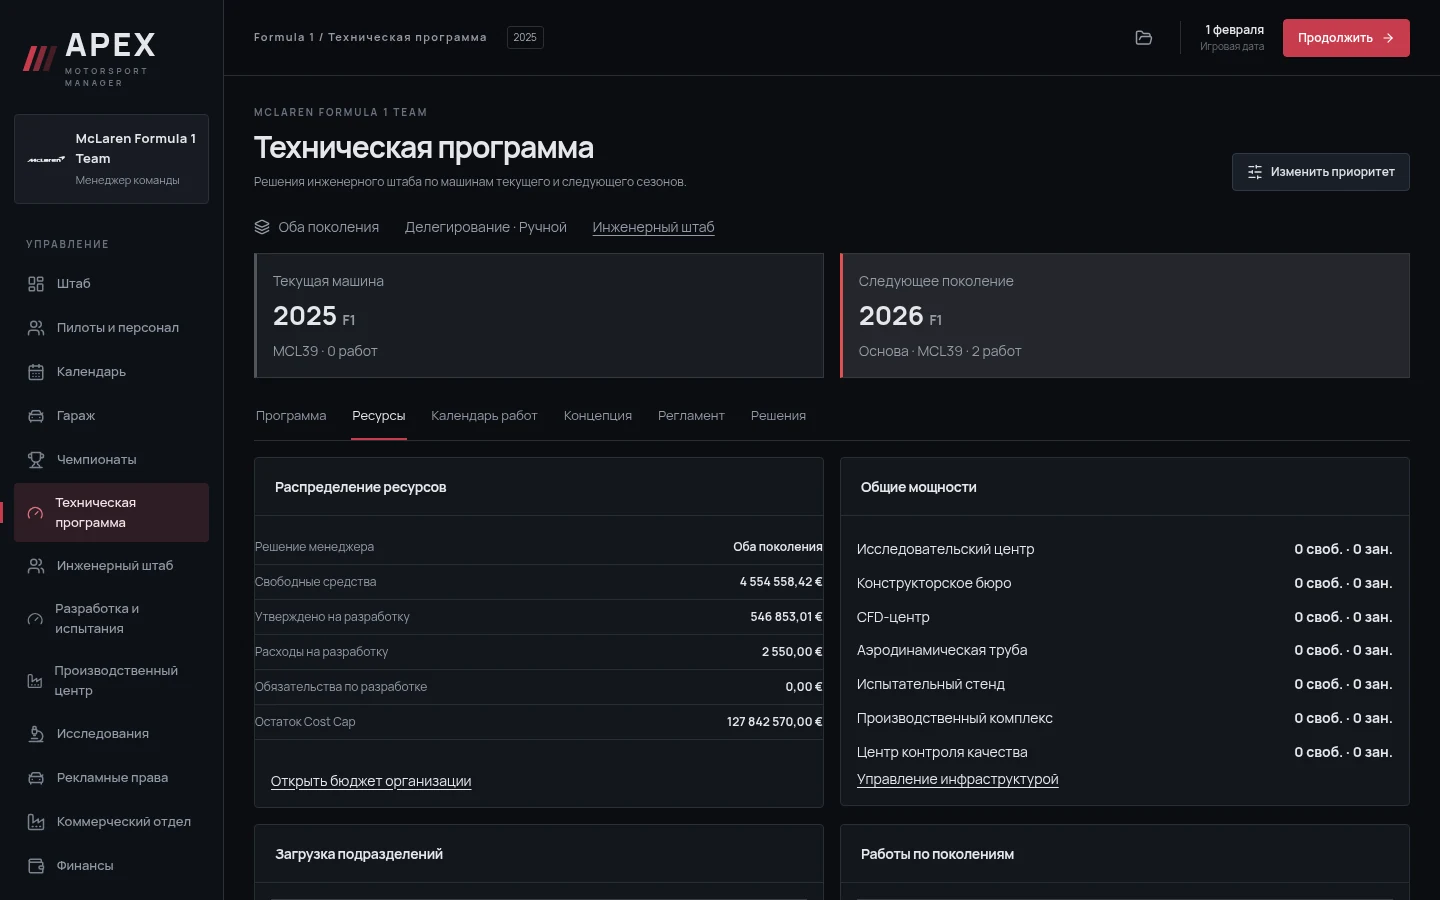 APEX
MOTORSPORT
MANAGER
McLaren
McLaren Formula 1
Team
Менеджер команды
УПРАВЛЕНИЕ
Штаб
Пилоты и персонал
Календарь
Гараж
Чемпионаты
Техническая
программа
Инженерный штаб
Разработка и
испытания
Производственный
центр
Исследования
Рекламные права
Коммерческий отдел
Финансы
Formula 1 / Техническая программа 2025
1 февраля
Игровая дата
Продолжить
MCLAREN FORMULA 1 TEAM
Техническая программа
Решения инженерного штаба по машинам текущего и следующего сезонов.
Изменить приоритет
Оба поколения Делегирование · Ручной Инженерный штаб
Текущая машина
2025 F1
MCL39 · 0 работ
Следующее поколение
2026 F1
Основа · MCL39 · 2 работ
Программа Ресурсы Календарь работ Концепция Регламент Решения
Распределение ресурсов
Решение менеджера Оба поколения
Свободные средства 4 554 558,42 €
Утверждено на разработку 546 853,01 €
Расходы на разработку 2 550,00 €
Обязательства по разработке 0,00 €
Остаток Cost Cap 127 842 570,00 €
Открыть бюджет организации
Общие мощности
Исследовательский центр 0 своб. · 0 зан.
Конструкторское бюро 0 своб. · 0 зан.
CFD-центр 0 своб. · 0 зан.
Аэродинамическая труба 0 своб. · 0 зан.
Испытательный стенд 0 своб. · 0 зан.
Производственный комплекс 0 своб. · 0 зан.
Центр контроля качества 0 своб. · 0 зан.
Управление инфраструктурой
Загрузка подразделений
Работы по поколениям